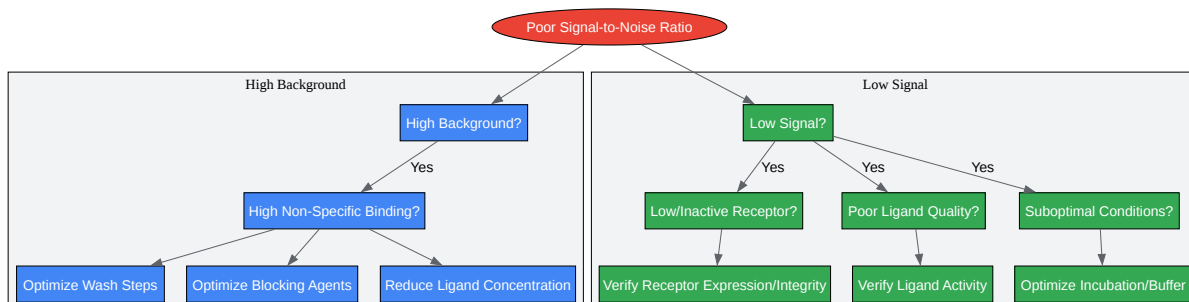 Poor Signal-to-Noise Ratio
High Background
Low Signal
High Background?
Low Signal?
Yes
Yes
Yes
Yes
High Non-Specific Binding?
Low/Inactive Receptor?
Poor Ligand Quality?
Suboptimal Conditions?
Optimize Wash Steps
Optimize Blocking Agents
Reduce Ligand Concentration
Verify Receptor Expression/Integrity
Verify Ligand Activity
Optimize Incubation/Buffer